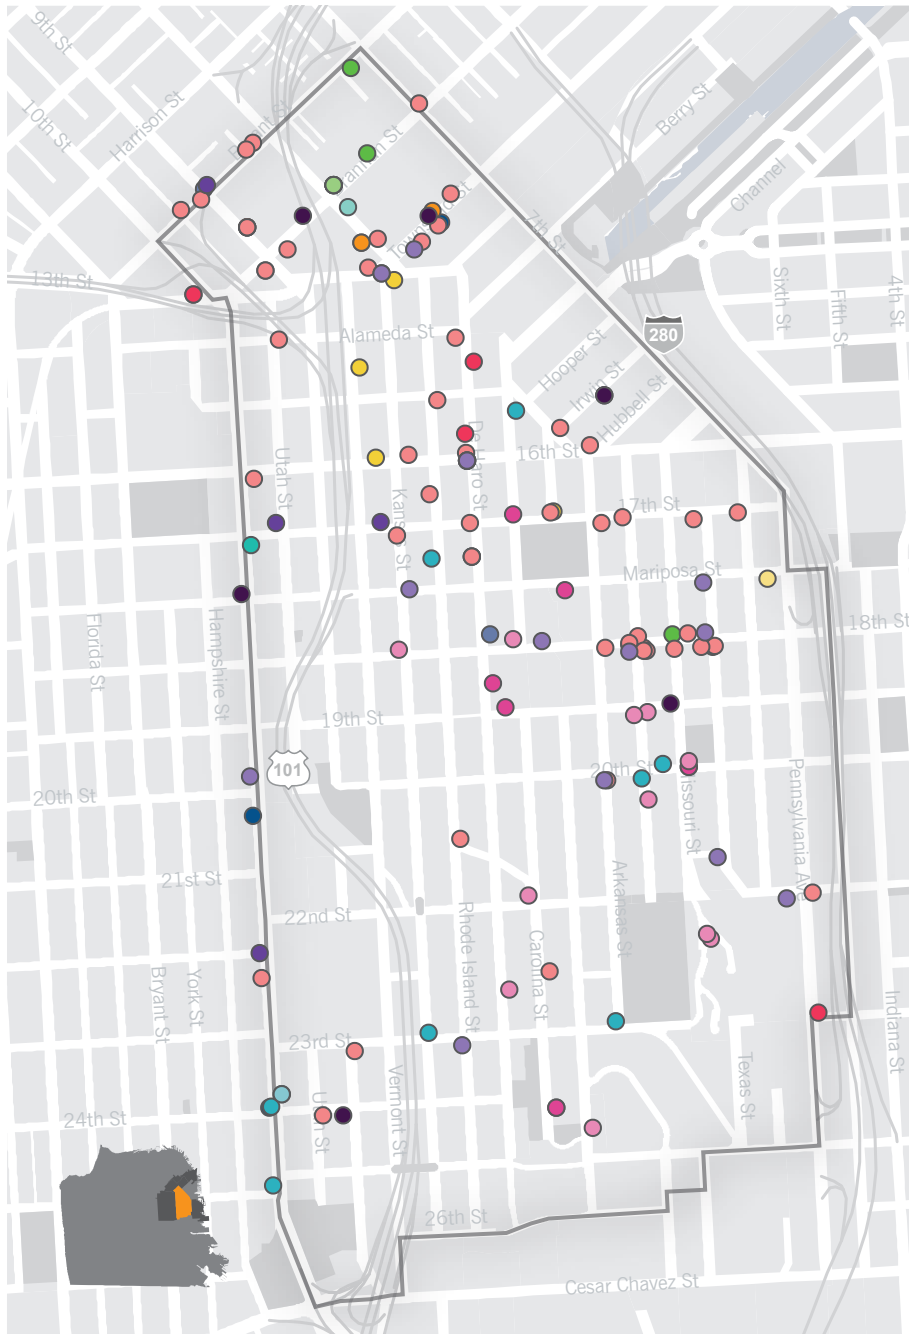 9th St
10th St
Harrison St
Berry St
Channel
7th St
13th St
Sixth St
Fifth St
4th St
Alameda St
280
Hooper St
Irwin St
Hubbell St
De Haro St
16th St
Utah St
Kansas St
17th St
Mariposa St
18th St
Florida St
Hampshire St
19th St
101
20th St
20th St
Missouri St
Pennsylvania Ave
21st St
22nd St
Arkansas St
Rhode Island St
Carolina St
Bryant St
York St
23rd St
Indiana St
Vermont St
Texas St
24th St
26th St
Cesar Chavez St